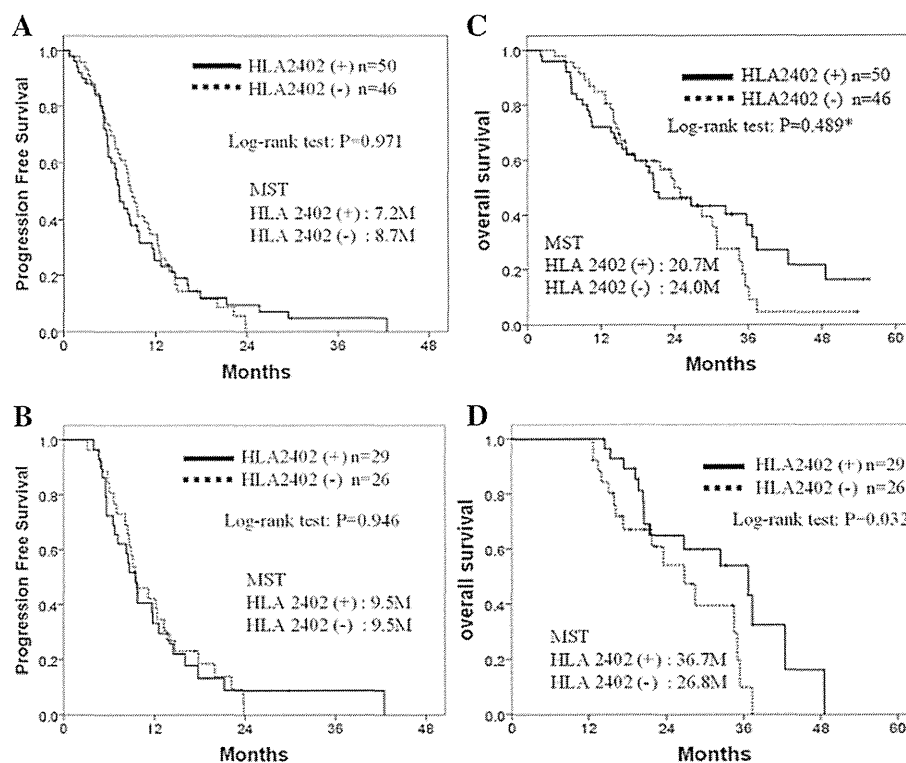 A
Progression Free Survival
1.0
0.8
0.6
0.4
0.2
0.0
HLA2402 (+) n=50
HLA2402 (-) n=46
Log-rank test: P=0.971
MST
HLA 2402 (+) : 7.2M
HLA 2402 (-) : 8.7M
0 12 24 36 48
Months
C
overall survival
1.0
0.8
0.6
0.4
0.2
0.0
HLA2402 (+) n=50
HLA2402 (-) n=46
Log-rank test: P=0.489*
MST
HLA 2402 (+) : 20.7M
HLA 2402 (-) : 24.0M
0 12 24 36 48 60
Months
B
Progression Free Survival
1.0
0.8
0.6
0.4
0.2
0.0
HLA2402 (+) n=29
HLA2402 (-) n=26
Log-rank test: P=0.946
MST
HLA 2402 (+) : 9.5M
HLA 2402 (-) : 9.5M
0 12 24 36 48
Months
D
overall survival
1.0
0.8
0.6
0.4
0.2
0.0
HLA2402 (+) n=29
HLA2402 (-) n=26
Log-rank test: P=0.032
MST
HLA 2402 (+) : 36.7M
HLA 2402 (-) : 26.8M
0 12 24 36 48 60
Months